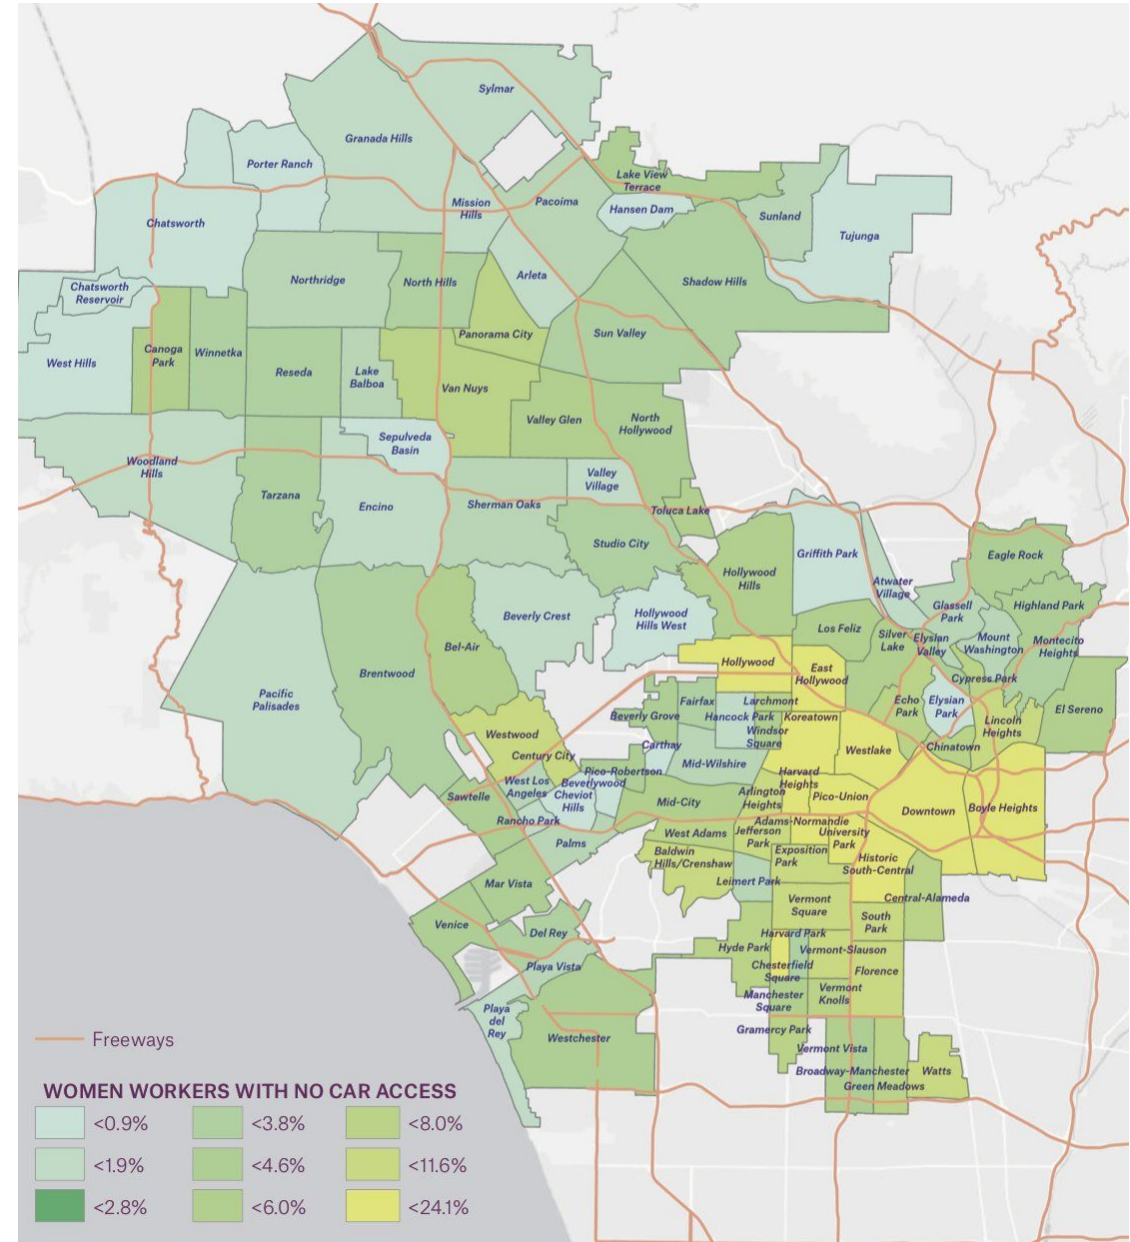 Sylmar
Granada Hills
Porter Ranch
Lake View
Terrace
Mission
Hills
Pacoima
Hansen Dam
Sunland
Chatsworth
Tujunga
Arleta
Northridge
North Hills
Shadow Hills
Chatsworth
Reservoir
Panorama City
Sun Valley
Canoga
Park
Winnetka
West Hills
Reseda
Lake
Balboa
Van Nuys
Valley Glen
North
Hollywood
Sepulveda
Basin
Woodland
Hills
Valley
Village
Tarzana
Encino
Sherman Oaks
Toluca Lake
Studio City
Griffith Park
Eagle Rock
Hollywood
Hills
Atwater
Village
Glassell
Park
Highland Park
Beverly Crest
Hollywood
Hills West
Los Feliz
Silver
Lake
Elysian
Valley
Mount
Washington
Montecito
Heights
Bel-Air
Hollywood
East
Hollywood
Brentwood
Cypress Park
Pacific
Palisades
Fairfax
Larchmont
Echo
Park
Elysian
Park
El Sereno
Beverly Grove
Hancock Park
Koreatown
Lincoln
Heights
Windsor
Square
Westwood
Carthay
Westlake
Chinatown
Century City
Mid-Wilshire
Pico-Robertson
Harvard
Heights
West Los
Angeles
Beverlywood
Cheviot
Hills
Arlington
Heights
Pico-Union
Sawtelle
Mid-City
Downtown
Boyle Heights
Rancho Park
Adams-Normandie
West Adams
Jefferson
Park
University
Park
Palms
Baldwin
Hills/Crenshaw
Exposition
Park
Historic
South-Central
Mar Vista
Leimert Park
Central-Alameda
Vermont
Square
South
Park
Venice
Del Rey
Harvard Park
Hyde Park
Vermont-Slauson
Playa Vista
Chesterfield
Square
Florence
Manchester
Square
Vermont
Knolls
Playa
del
Rey
Gramercy Park
Westchester
Vermont Vista
Broadway-Manchester
Watts
Green Meadows
Freeways
WOMEN WORKERS WITH NO CAR ACCESS
<0.9%
<3.8%
<8.0%
<1.9%
<4.6%
<11.6%
<2.8%
<6.0%
<24.1%